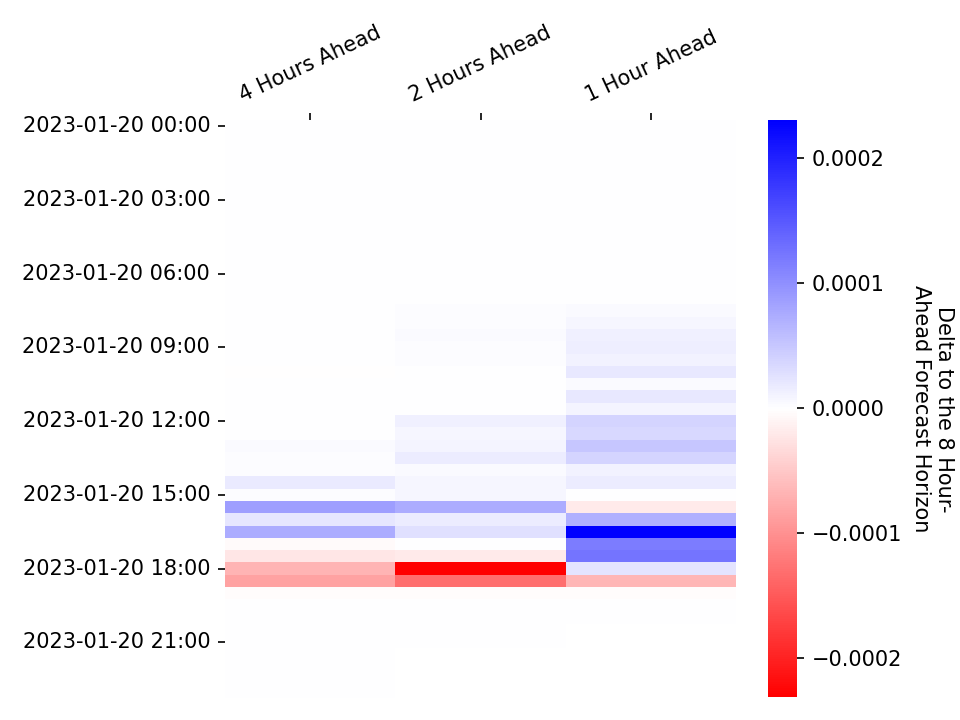 4 Hours Ahead
2 Hours Ahead
1 Hour Ahead
2023-01-20 00:00
2023-01-20 03:00
2023-01-20 06:00
2023-01-20 09:00
2023-01-20 12:00
2023-01-20 15:00
2023-01-20 18:00
2023-01-20 21:00
0.0002
0.0001
0.0000
−0.0001
−0.0002
Delta to the 8 Hour-
Ahead Forecast Horizon